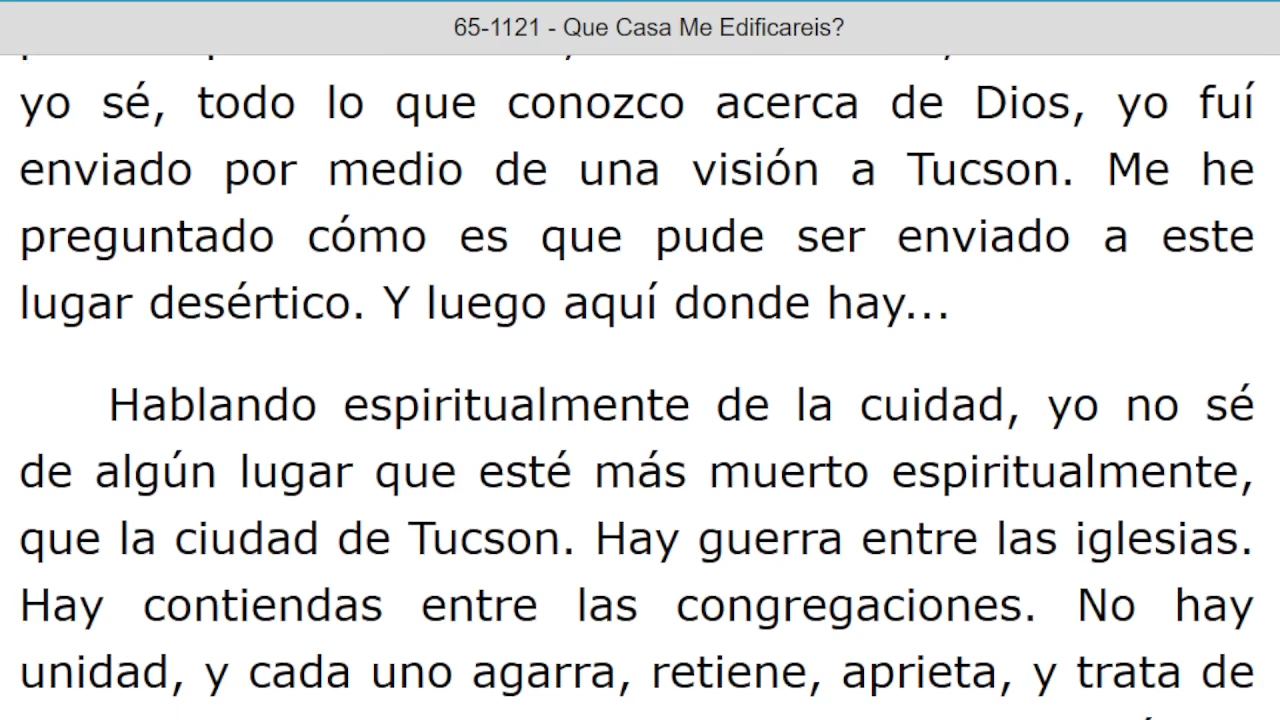 65-1121 - Que Casa Me Edificareis?
yo sé, todo lo que conozco acerca de Dios, yo fuí
enviado por medio de una visión a Tucson. Me he
preguntado cómo es que pude ser enviado a este
lugar desértico. Y luego aquí donde hay...
Hablando espiritualmente de la cuidad, yo no sé
de algún lugar que esté más muerto espiritualmente,
que la ciudad de Tucson. Hay guerra entre las iglesias.
Hay contiendas entre las congregaciones. No hay
unidad, y cada uno agarra, retiene, aprieta, y trata de